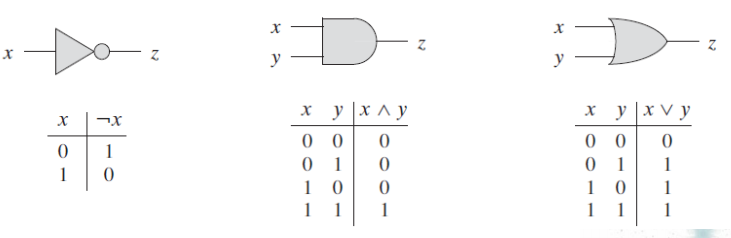 x z
x ¬x
0 1
1 0
x
y
z
x y x ∧ y
0 0 0
0 1 0
1 0 0
1 1 1
x
y
z
x y x ∨ y
0 0 0
0 1 1
1 0 1
1 1 1